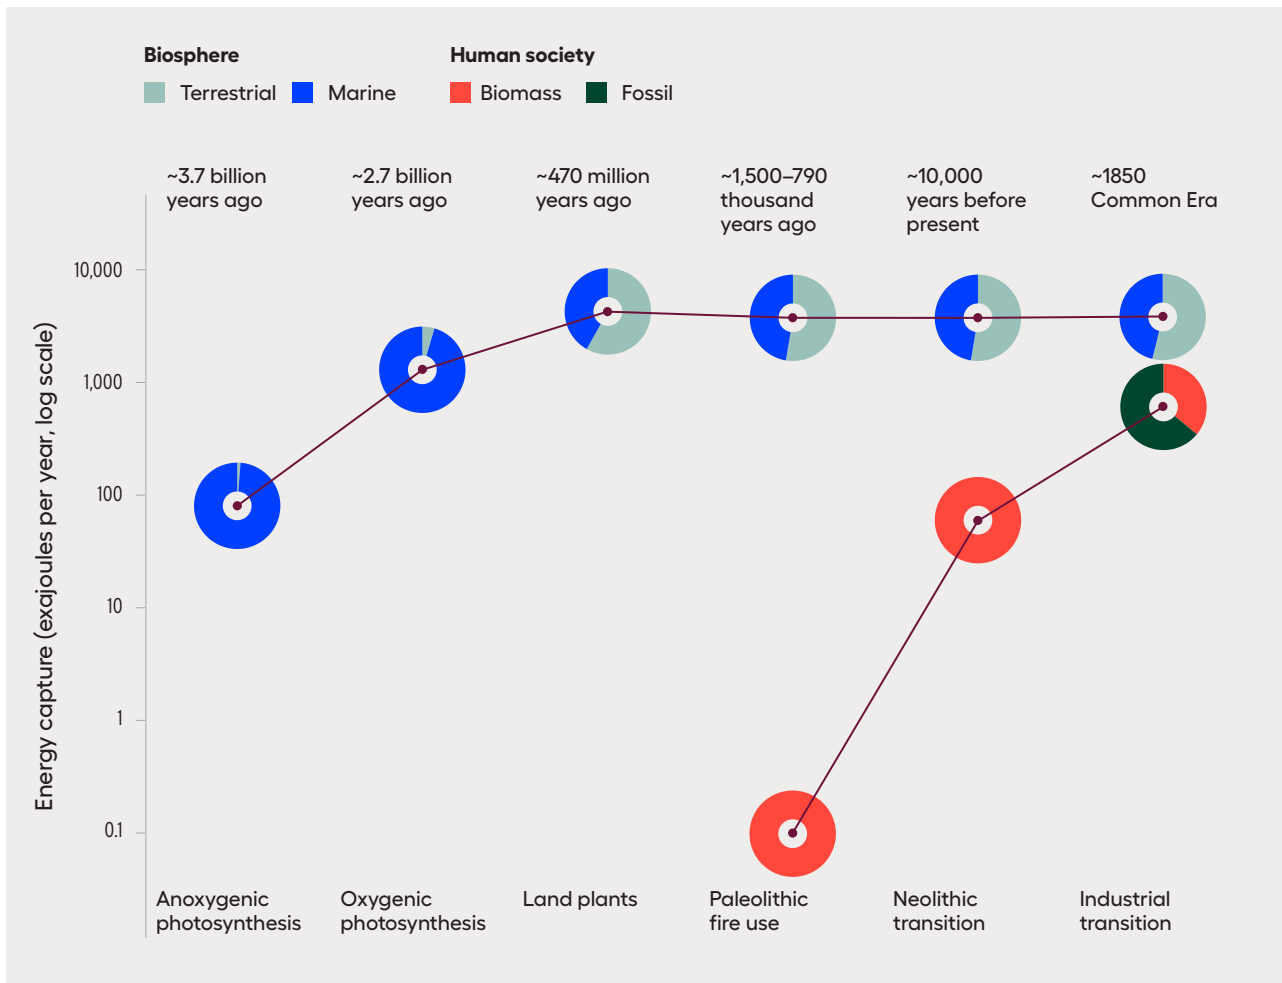 Biosphere
Human society
Terrestrial
Marine
Biomass
Fossil
~3.7 billion
years ago
~2.7 billion
years ago
~470 million
years ago
~1,500–790
thousand
years ago
~10,000
years before
present
~1850
Common Era
Energy capture (exajoules per year, log scale)
10,000
1,000
100
10
1
0.1
Anoxygenic
photosynthesis
Oxygenic
photosynthesis
Land plants
Paleolithic
fire use
Neolithic
transition
Industrial
transition